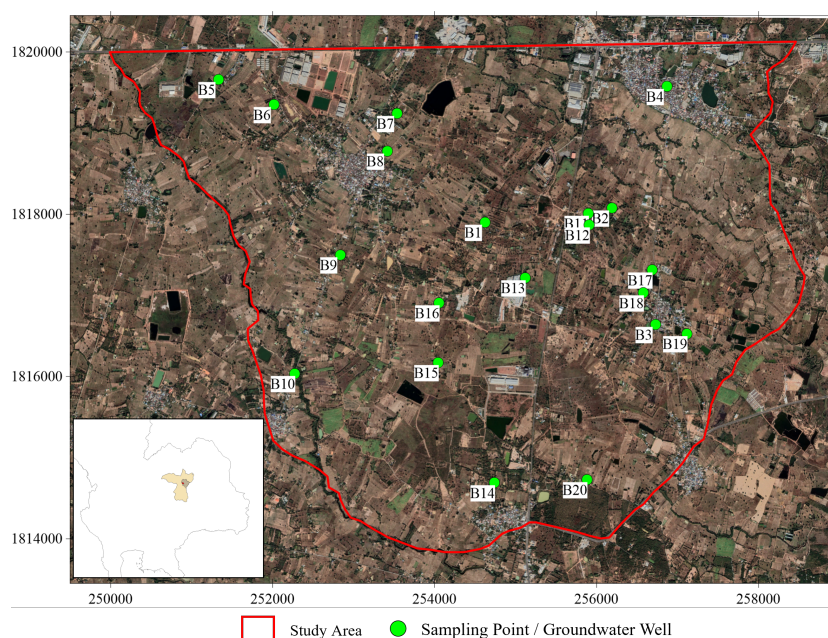 1820000
B5
B6
B7
B4
B8
1818000
B1
B11
B2
B12
B9
B13
B17
B16
B18
B3
B19
1816000
B10
B15
B14
B20
1814000
250000 252000 254000 256000 258000
Study Area Sampling Point / Groundwater Well